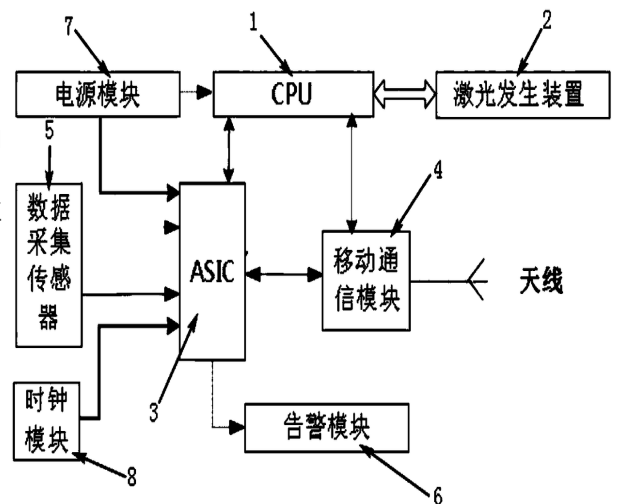 7
1
2
电源模块
CPU
激光发生装置
5
4
数据
采集
传感
器
ASIC
移动通
信模块
天线
3
时钟
模块
告警模块
8
6